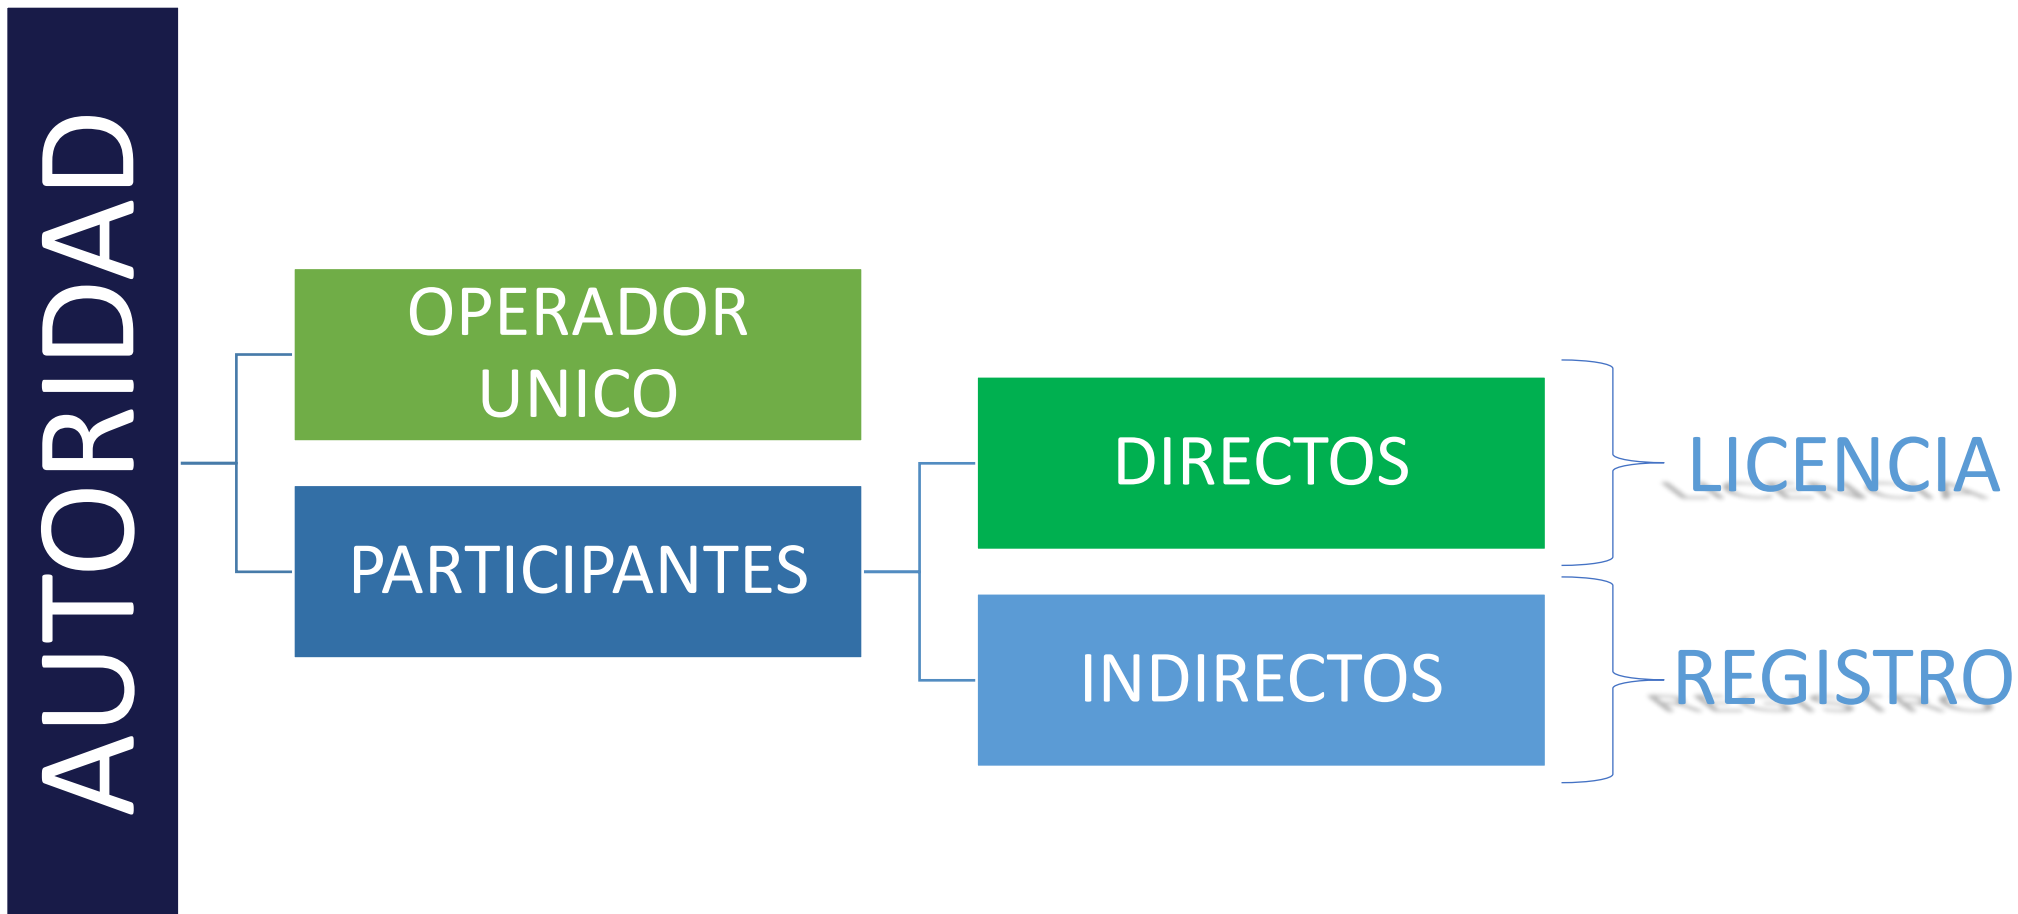 AUTORIDAD
OPERADOR
UNICO
PARTICIPANTES
DIRECTOS
INDIRECTOS
LICENCIA
REGISTRO